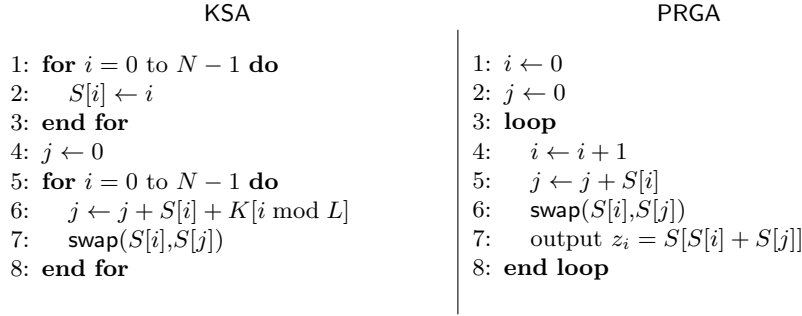 KSA
1: for i = 0 to N − 1 do
2: S[i] ← i
3: end for
4: j ← 0
5: for i = 0 to N − 1 do
6: j ← j + S[i] + K[i mod L]
7: swap(S[i],S[j])
8: end for
PRGA
1: i ← 0
2: j ← 0
3: loop
4: i ← i + 1
5: j ← j + S[i]
6: swap(S[i],S[j])
7: output zᵢ = S[S[i] + S[j]]
8: end loop